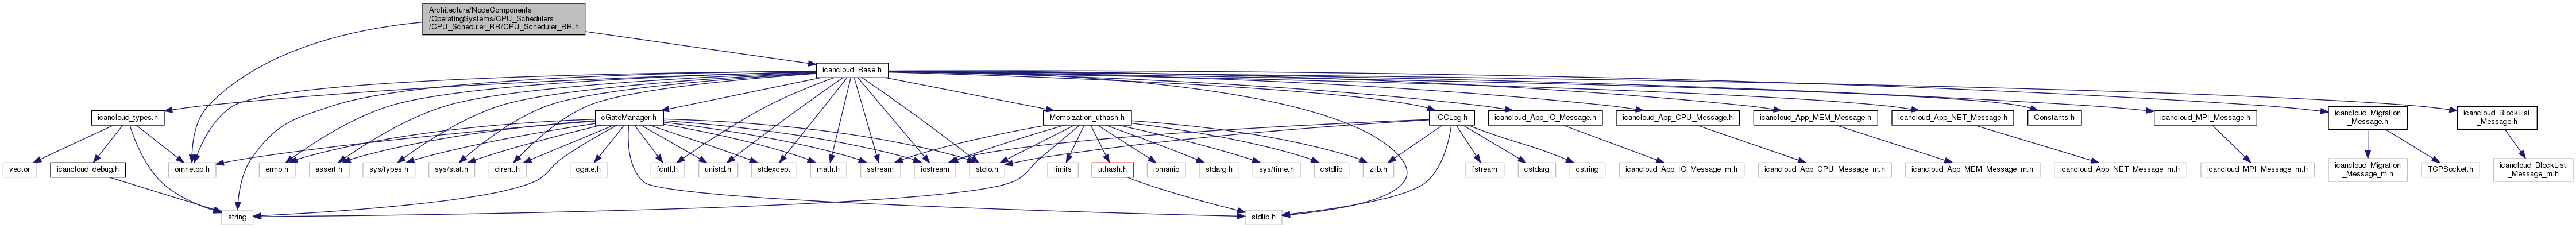 Architecture/NodeComponents
/OperatingSystems/CPU_Schedulers
/CPU_Scheduler_RR/CPU_Scheduler_RR.h
icancloud_Base.h
icancloud_types.h
cGateManager.h
Memoization_uthash.h
ICCLog.h
icancloud_App_IO_Message.h
icancloud_App_CPU_Message.h
icancloud_App_MEM_Message.h
icancloud_App_NET_Message.h
Constants.h
icancloud_MPI_Message.h
icancloud_Migration
_Message.h
icancloud_BlockList
_Message.h
vector
icancloud_debug.h
omnetpp.h
errno.h
assert.h
sys/types.h
sys/stat.h
dirent.h
cgate.h
fcntl.h
unistd.h
stdexcept
math.h
sstream
iostream
stdio.h
limits
uthash.h
iomanip
stdarg.h
sys/time.h
cstdlib
zlib.h
fstream
cstdarg
cstring
icancloud_App_IO_Message_m.h
icancloud_App_CPU_Message_m.h
icancloud_App_MEM_Message_m.h
icancloud_App_NET_Message_m.h
icancloud_MPI_Message_m.h
icancloud_Migration
_Message_m.h
TCPSocket.h
icancloud_BlockList
_Message_m.h
string
stdlib.h